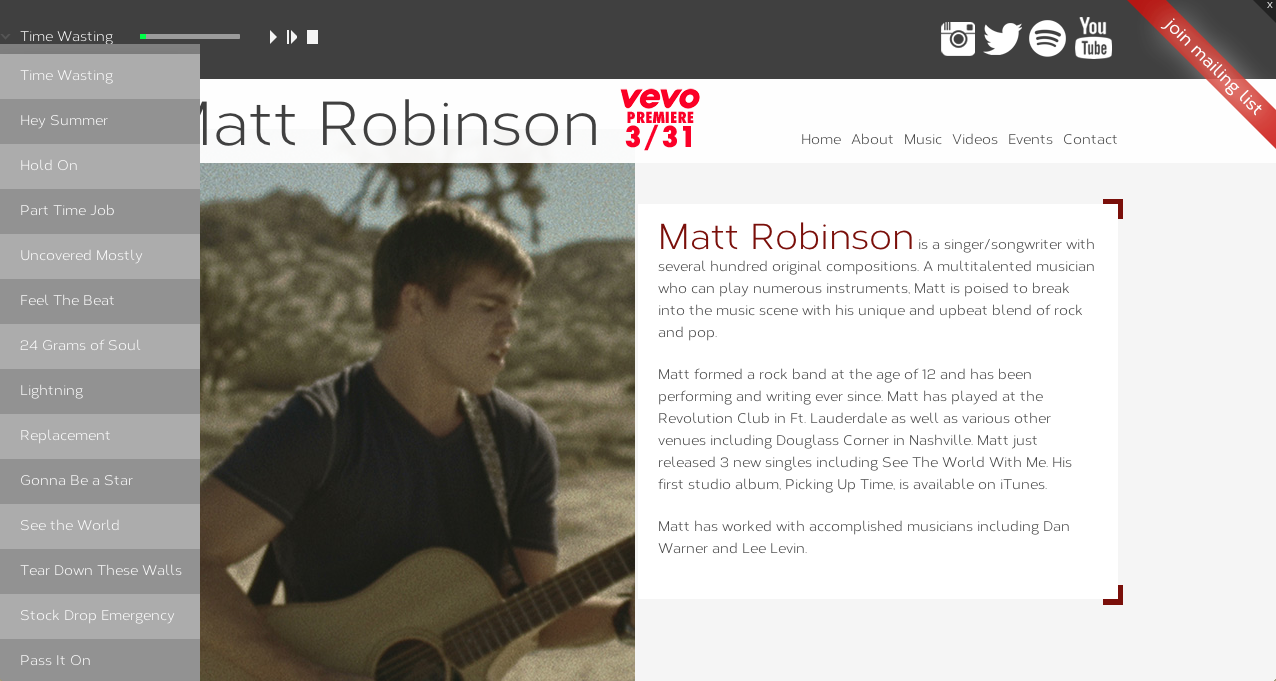 Time Wasting
x
You
Tube
join mailing list
Time Wasting
Hey Summer
Hold On
Part Time Job
Uncovered Mostly
Feel The Beat
24 Grams of Soul
Lightning
Replacement
Gonna Be a Star
See the World
Tear Down These Walls
Stock Drop Emergency
Pass It On
Matt Robinson
vevo
PREMIERE
3/31
Home About Music Videos Events Contact
Matt Robinson is a singer/songwriter with
several hundred original compositions. A multitalented musician
who can play numerous instruments, Matt is poised to break
into the music scene with his unique and upbeat blend of rock
and pop.
Matt formed a rock band at the age of 12 and has been
performing and writing ever since. Matt has played at the
Revolution Club in Ft. Lauderdale as well as various other
venues including Douglass Corner in Nashville. Matt just
released 3 new singles including See The World With Me. His
first studio album, Picking Up Time, is available on iTunes.
Matt has worked with accomplished musicians including Dan
Warner and Lee Levin.